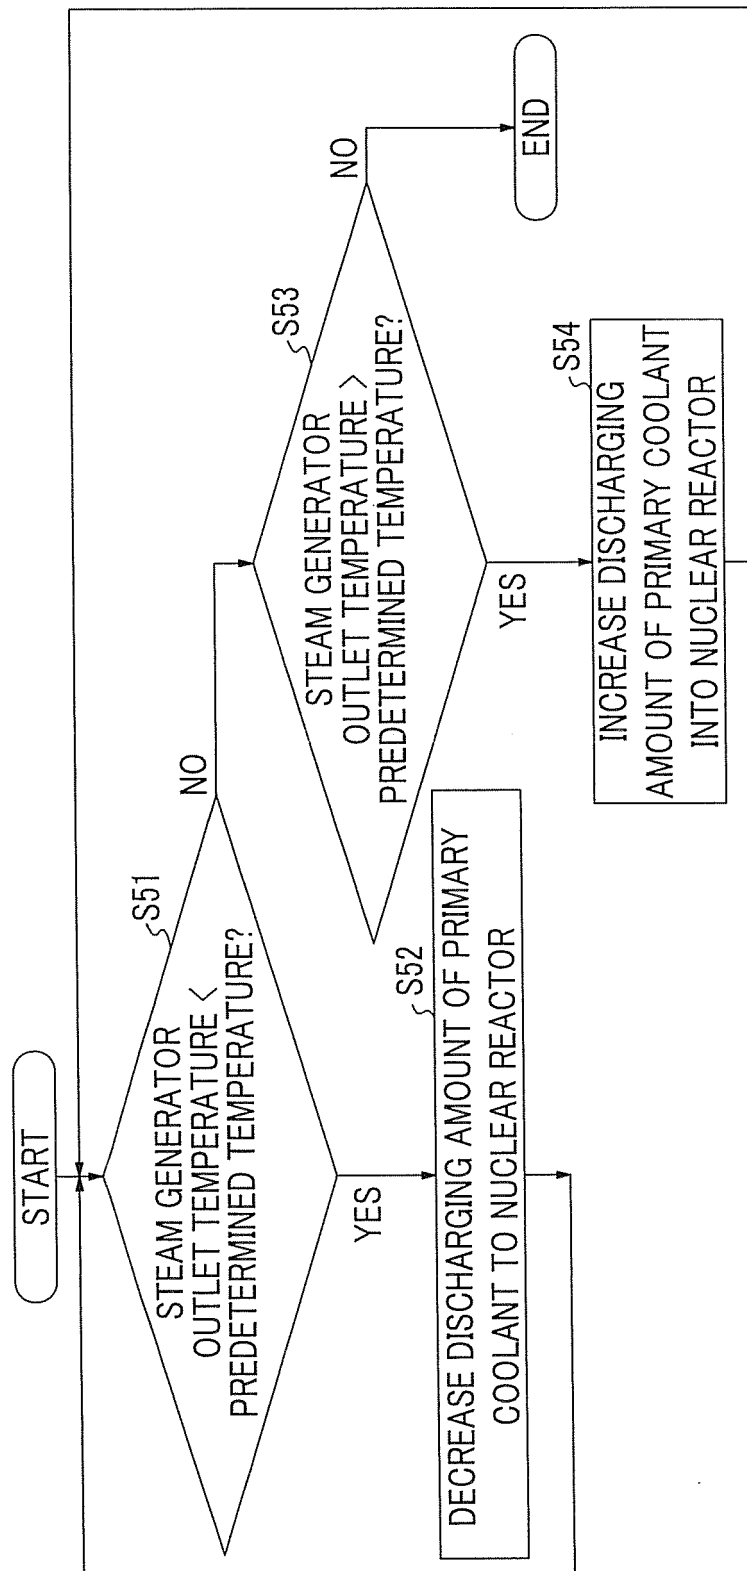 START
S51
STEAM GENERATOR
OUTLET TEMPERATURE <
PREDETERMINED TEMPERATURE?
NO
YES
S52
DECREASE DISCHARGING AMOUNT OF PRIMARY
COOLANT TO NUCLEAR REACTOR
S53
STEAM GENERATOR
OUTLET TEMPERATURE >
PREDETERMINED TEMPERATURE?
NO
YES
S54
INCREASE DISCHARGING
AMOUNT OF PRIMARY COOLANT
INTO NUCLEAR REACTOR
END